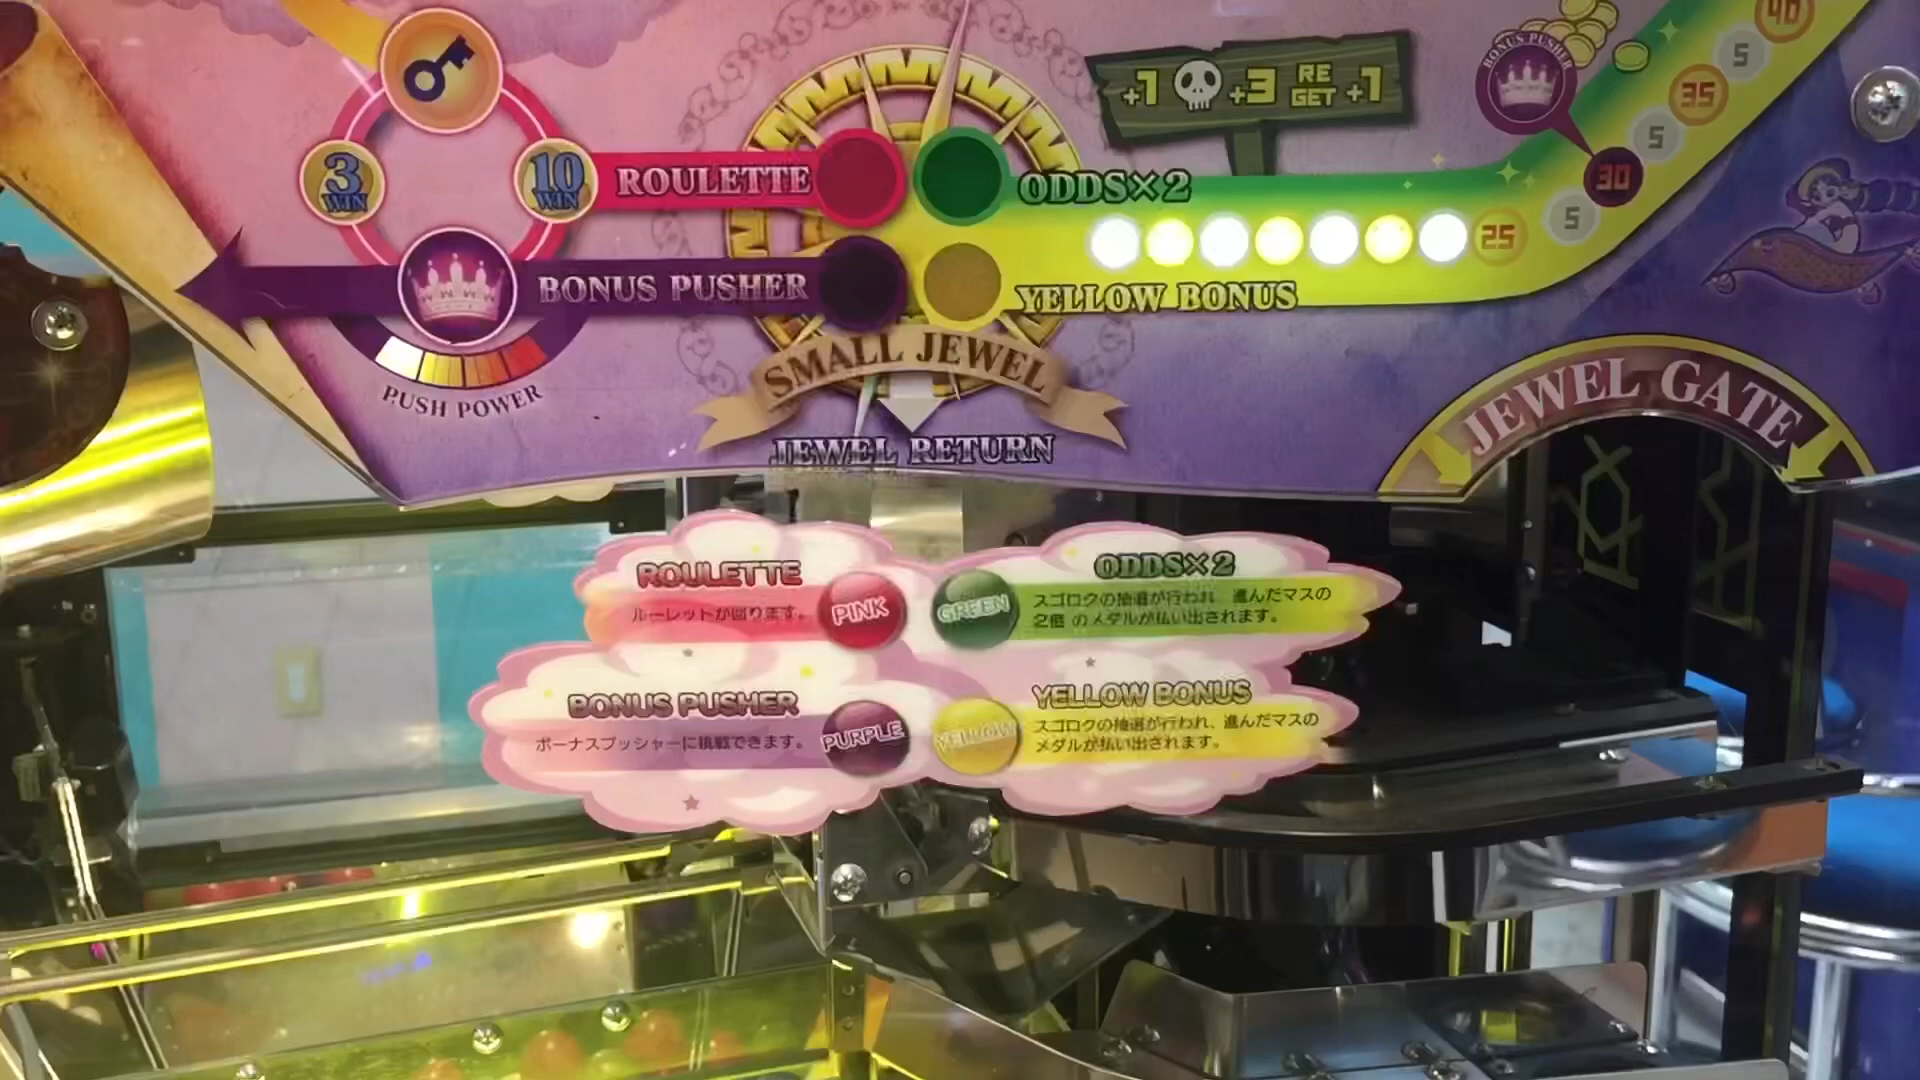 40
5
35
5
30
5
25
BONUS PUSHER
+1 +3 RE GET +1
3 WIN
10 WIN
ROULETTE
ODDS×2
BONUS PUSHER
YELLOW BONUS
PUSH POWER
SMALL JEWEL
JEWEL RETURN
JEWEL GATE
ROULETTE
ルーレットが回ります。
PINK
ODDS×2
GREEN
スゴロクの抽選が行われ 進んだマスの
2倍 のメダルが払い出されます。
BONUS PUSHER
ボーナスプッシャーに挑戦できます。
PURPLE
YELLOW BONUS
YELLOW
スゴロクの抽選が行われ、進んだマスの
メダルが払い出されます。